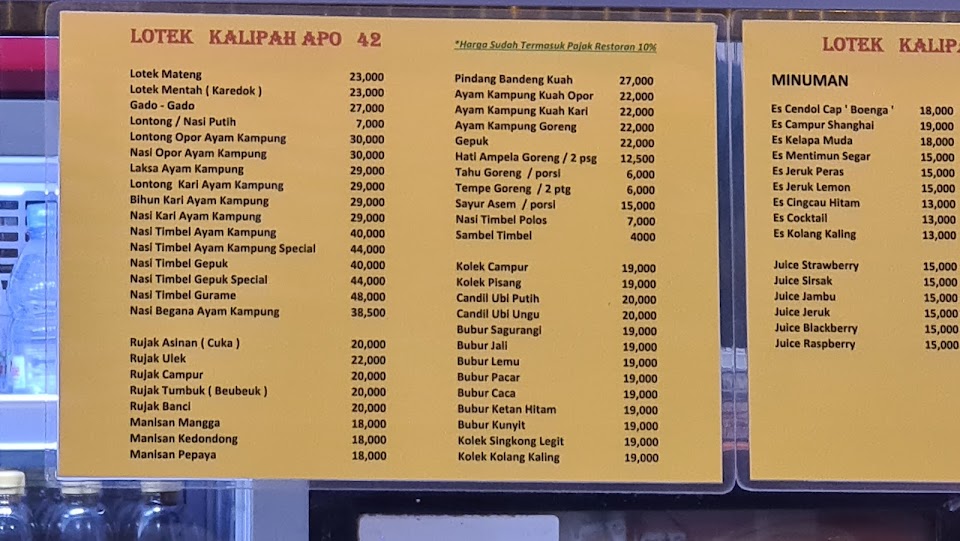 LOTEK KALIPAH APO 42
Lotek Mateng 23,000
Lotek Mentah ( Karedok ) 23,000
Gado - Gado 27,000
Lontong / Nasi Putih 7,000
Lontong Opor Ayam Kampung 30,000
Nasi Opor Ayam Kampung 30,000
Laksa Ayam Kampung 29,000
Lontong Kari Ayam Kampung 29,000
Bihun Kari Ayam Kampung 29,000
Nasi Kari Ayam Kampung 29,000
Nasi Timbel Ayam Kampung 40,000
Nasi Timbel Ayam Kampung Special 44,000
Nasi Timbel Gepuk 40,000
Nasi Timbel Gepuk Special 44,000
Nasi Timbel Gurame 48,000
Nasi Begana Ayam Kampung 38,500
Rujak Asinan ( Cuka ) 20,000
Rujak Ulek 22,000
Rujak Campur 20,000
Rujak Tumbuk ( Beubeuk ) 20,000
Rujak Banci 20,000
Manisan Mangga 18,000
Manisan Kedondong 18,000
Manisan Pepaya 18,000
*Harga Sudah Termasuk Pajak Restoran 10%
Pindang Bandeng Kuah 27,000
Ayam Kampung Kuah Opor 22,000
Ayam Kampung Kuah Kari 22,000
Ayam Kampung Goreng 22,000
Gepuk 22,000
Hati Ampela Goreng / 2 psg 12,500
Tahu Goreng / porsi 6,000
Tempe Goreng / 2 ptg 6,000
Sayur Asem / porsi 15,000
Nasi Timbel Polos 7,000
Sambel Timbel 4000
Kolek Campur 19,000
Kolek Pisang 19,000
Candil Ubi Putih 20,000
Candil Ubi Ungu 20,000
Bubur Sagurangi 19,000
Bubur Jali 19,000
Bubur Lemu 19,000
Bubur Pacar 19,000
Bubur Caca 19,000
Bubur Ketan Hitam 19,000
Bubur Kunyit 19,000
Kolek Singkong Legit 19,000
Kolek Kolang Kaling 19,000
LOTEK KALIPA
MINUMAN
Es Cendol Cap ' Boenga ' 18,000
Es Campur Shanghai 19,000
Es Kelapa Muda 18,000
Es Mentimun Segar 15,000
Es Jeruk Peras 15,000
Es Jeruk Lemon 15,000
Es Cingcau Hitam 13,000
Es Cocktail 13,000
Es Kolang Kaling 13,000
Juice Strawberry 15,000
Juice Sirsak 15,000
Juice Jambu 15,000
Juice Jeruk 15,000
Juice Blackberry 15,000
Juice Raspberry 15,000